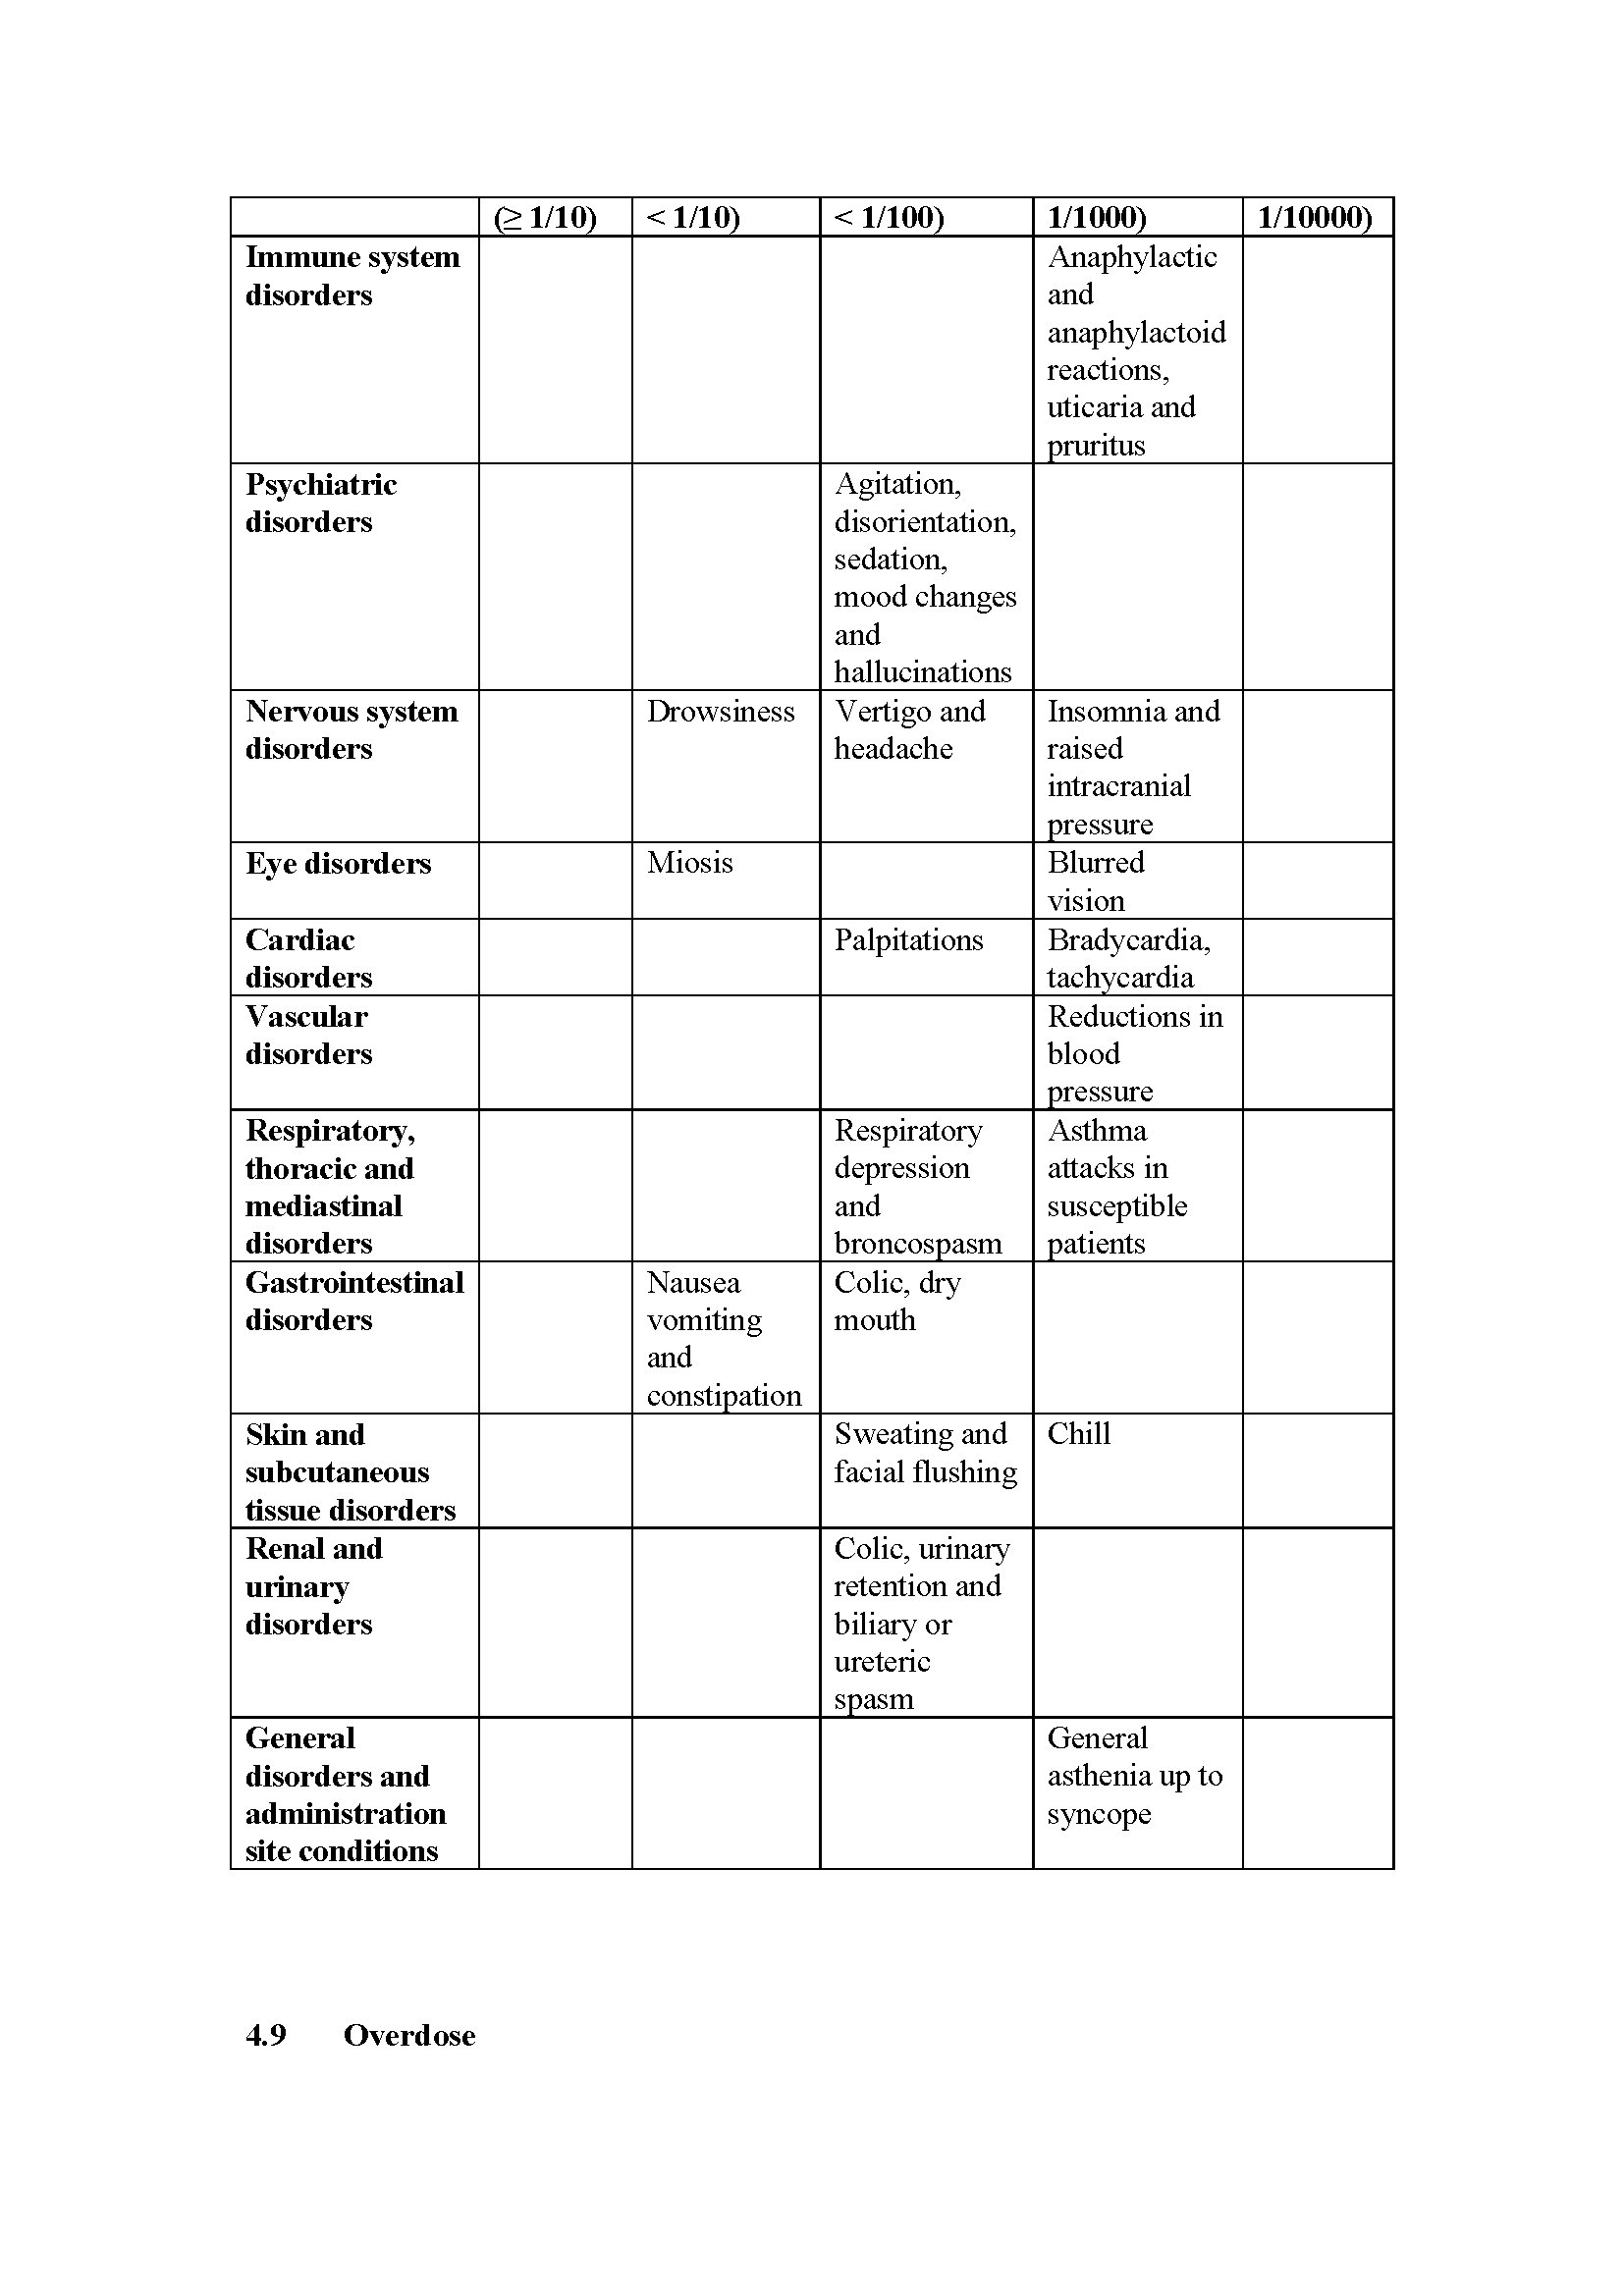 (≥ 1/10) < 1/10) < 1/100) 1/1000) 1/10000)
Immune system Anaphylactic
disorders and
anaphylactoid
reactions,
uticaria and
pruritus
Psychiatric Agitation,
disorders disorientation,
sedation,
mood changes
and
hallucinations
Nervous system Drowsiness Vertigo and Insomnia and
disorders headache raised
intracranial
pressure
Eye disorders Miosis Blurred
vision
Cardiac Palpitations Bradycardia,
disorders tachycardia
Vascular Reductions in
disorders blood
pressure
Respiratory, Respiratory Asthma
thoracic and depression attacks in
mediastinal and susceptible
disorders broncospasm patients
Gastrointestinal Nausea Colic, dry
disorders vomiting mouth
and
constipation
Skin and Sweating and Chill
subcutaneous facial flushing
tissue disorders
Renal and Colic, urinary
urinary retention and
disorders biliary or
ureteric
spasm
General General
disorders and asthenia up to
administration syncope
site conditions
4.9 Overdose